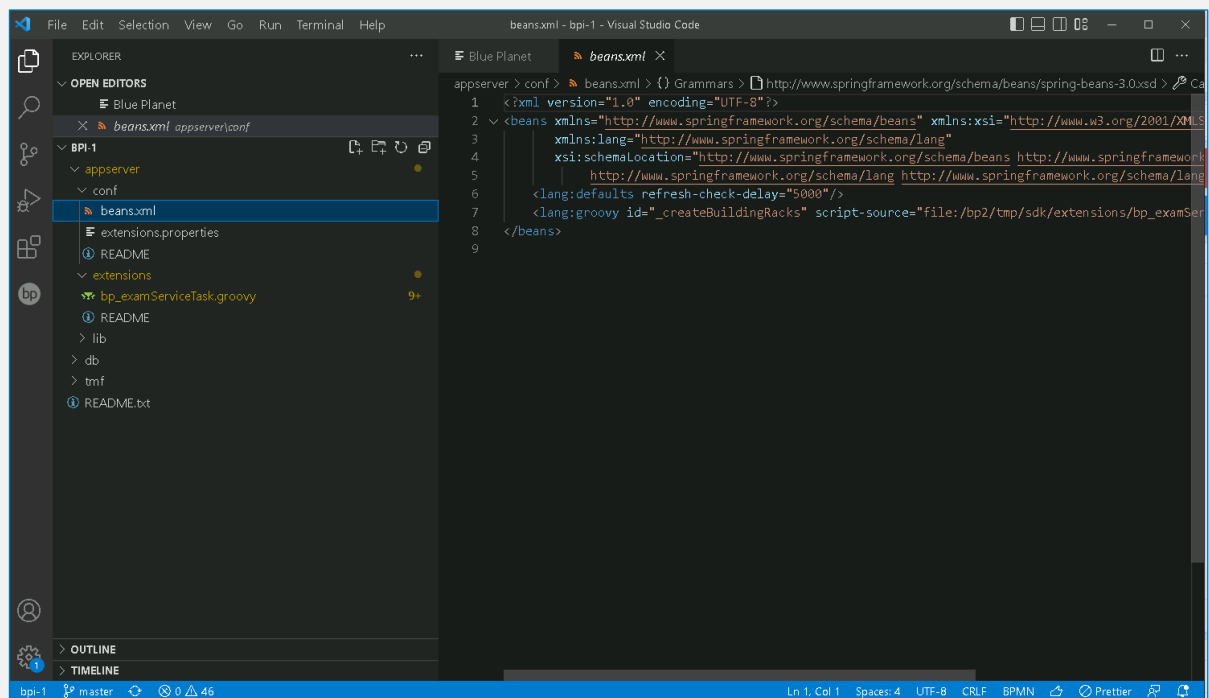 File Edit Selection View Go Run Terminal Help
beans.xml - bpi-1 - Visual Studio Code
EXPLORER
OPEN EDITORS
Blue Planet
beans.xml appserver\conf
BPI-1
appserver
conf
beans.xml
extensions.properties
README
extensions
bp_examServiceTask.groovy 9+
README
lib
db
tmf
README.txt
OUTLINE
TIMELINE
bp
1
Blue Planet
beans.xml
appserver > conf > beans.xml > {} Grammars > http://www.springframework.org/schema/beans/spring-beans-3.0.xsd > Ca
1 <?xml version="1.0" encoding="UTF-8"?>
2 <beans xmlns="http://www.springframework.org/schema/beans" xmlns:xsi="http://www.w3.org/2001/XMLS
3 xmlns:lang="http://www.springframework.org/schema/lang"
4 xsi:schemaLocation="http://www.springframework.org/schema/beans http://www.springframework
5 http://www.springframework.org/schema/lang http://www.springframework.org/schema/lang
6 <lang:defaults refresh-check-delay="5000"/>
7 <lang:groovy id="_createBuildingRacks" script-source="file:/bp2/tmp/sdk/extensions/bp_examSer
8 </beans>
9
bpi-1 master 0 46
Ln 1, Col 1 Spaces: 4 UTF-8 CRLF BPMN Prettier